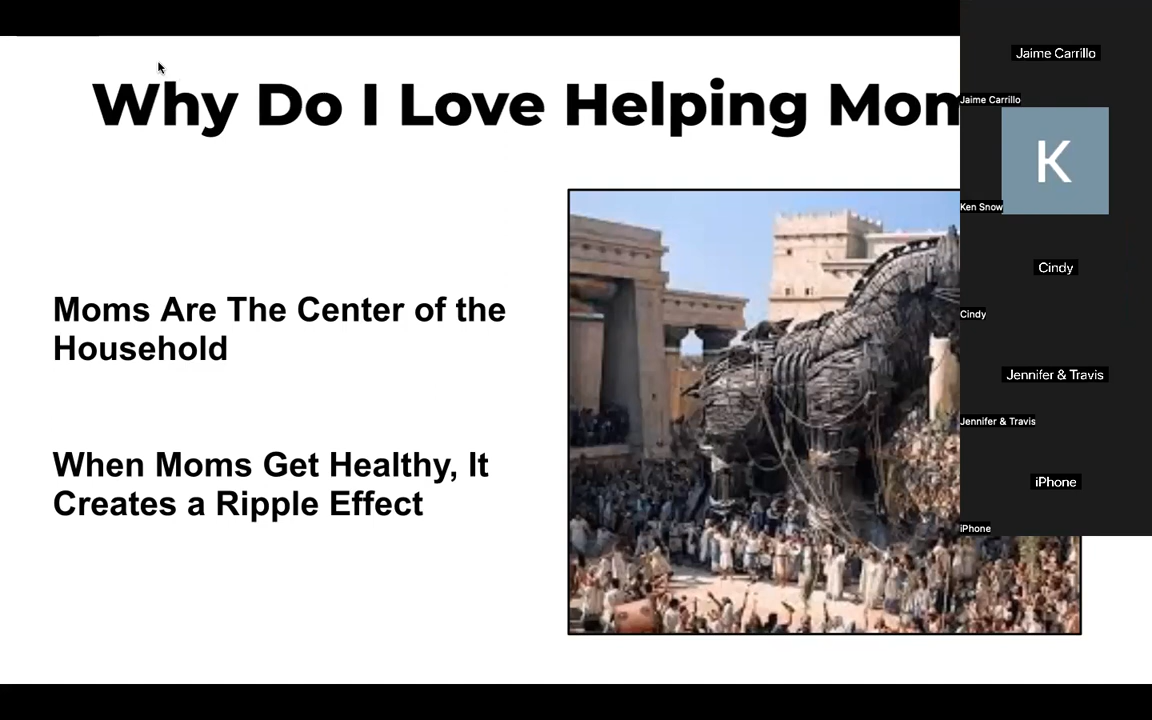 Why Do I Love Helping Mom
Moms Are The Center of the
Household
When Moms Get Healthy, It
Creates a Ripple Effect
Jaime Carrillo
Jaime Carrillo
K
Ken Snow
Cindy
Cindy
Jennifer & Travis
Jennifer & Travis
iPhone
iPhone